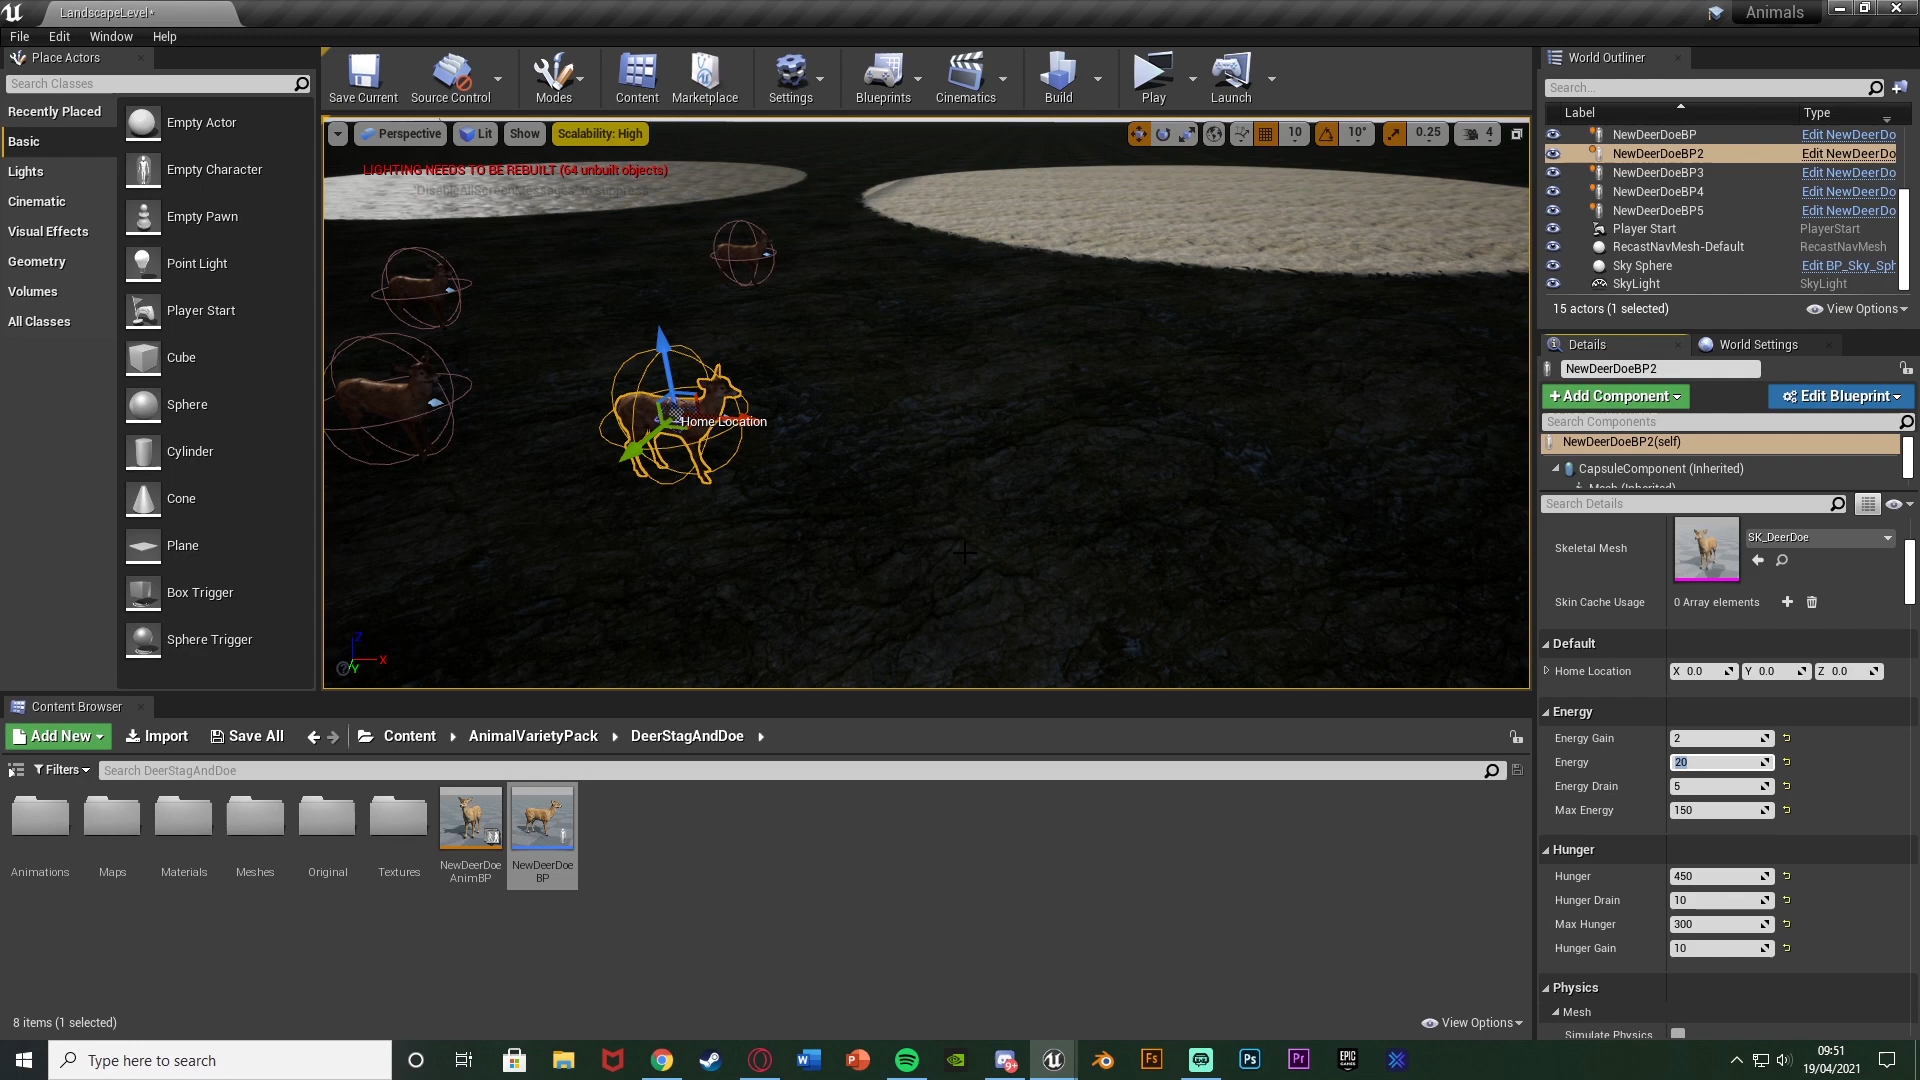 LandscapeLevel*
Animals
File Edit Window Help
Place Actors
Search Classes
Recently Placed
Basic
Lights
Cinematic
Visual Effects
Geometry
Volumes
All Classes
Empty Actor
Empty Character
Empty Pawn
Point Light
Player Start
Cube
Sphere
Cylinder
Cone
Plane
Box Trigger
Sphere Trigger
Save Current
Source Control
Modes
Content
Marketplace
Settings
Blueprints
Cinematics
Build
Play
Launch
Perspective Lit Show Scalability: High
10 10° 0.25 4
LIGHTING NEEDS TO BE REBUILT (64 unbuilt objects)
Home Location
Z
X
Y
World Outliner
Search...
Label Type
NewDeerDoeBP Edit NewDeerDo
NewDeerDoeBP2 Edit NewDeerDo
NewDeerDoeBP3 Edit NewDeerDo
NewDeerDoeBP4 Edit NewDeerDo
NewDeerDoeBP5 Edit NewDeerDo
Player Start PlayerStart
RecastNavMesh-Default RecastNavMesh
Sky Sphere Edit BP_Sky_Sph
SkyLight SkyLight
15 actors (1 selected) View Options
Details World Settings
NewDeerDoeBP2
+Add Component Edit Blueprint
Search Components
NewDeerDoeBP2(self)
CapsuleComponent (Inherited)
Mesh (Inherited)
Search Details
Skeletal Mesh SK_DeerDoe
Skin Cache Usage 0 Array elements
Default
Home Location X 0.0 Y 0.0 Z 0.0
Energy
Energy Gain 2
Energy 20
Energy Drain 5
Max Energy 150
Hunger
Hunger 450
Hunger Drain 10
Max Hunger 300
Hunger Gain 10
Physics
Mesh
Simulate Physics
Content Browser
Add New Import Save All Content AnimalVarietyPack DeerStagAndDoe
Filters Search DeerStagAndDoe
Animations
Maps
Materials
Meshes
Original
Textures
NewDeerDoe
AnimBP
NewDeerDoe
BP
8 items (1 selected) View Options
Type here to search
09:51
19/04/2021